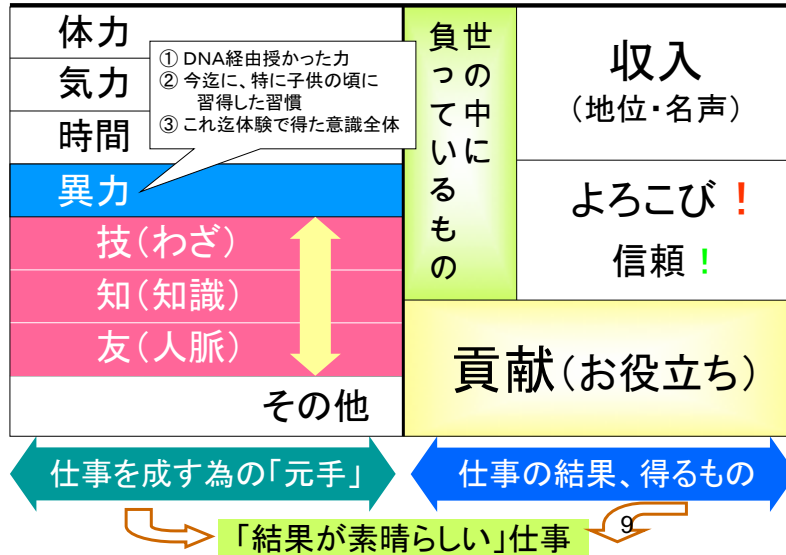 体力
気力
時間
① DNA経由授かった力
② 今迄に、特に子供の頃に
習得した習慣
③ これ迄体験で得た意識全体
異力
技(わざ)
知(知識)
友(人脈)
その他
世の中に
負っているもの
収入
(地位・名声)
よろこび！
信頼！
貢献(お役立ち)
仕事を成す為の「元手」
仕事の結果、得るもの
「結果が素晴らしい」仕事
9